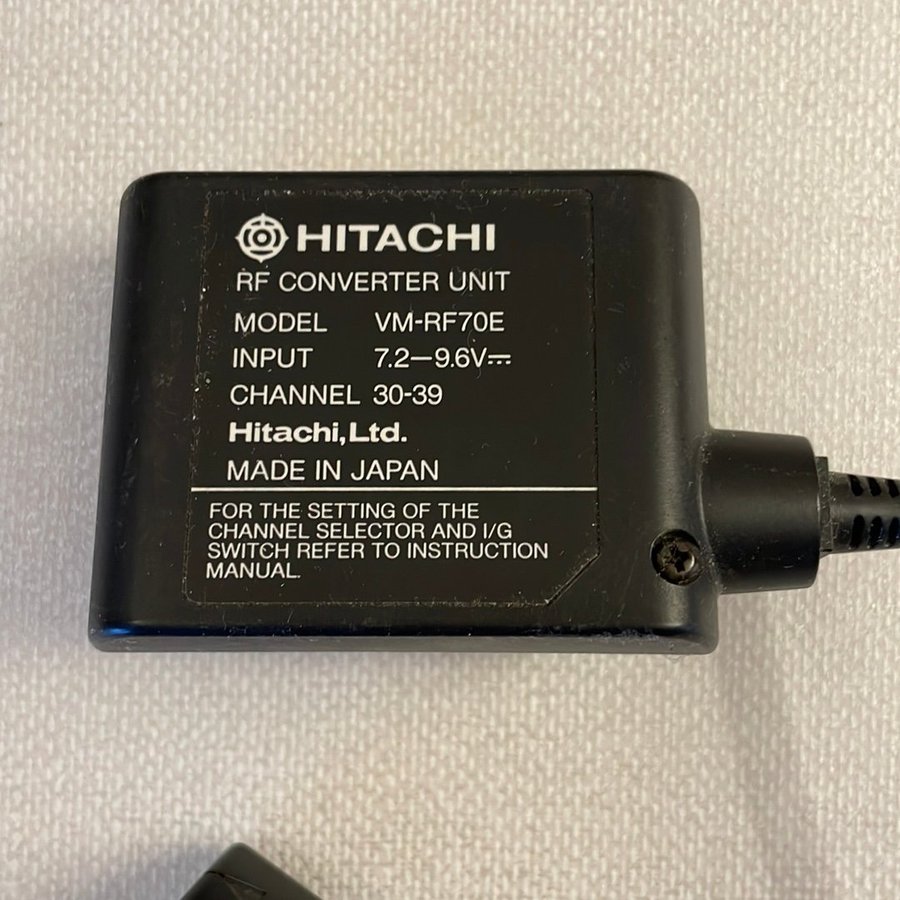 HITACHI
RF CONVERTER UNIT
MODEL VM-RF70E
INPUT 7.2–9.6V⎓
CHANNEL 30-39
Hitachi,Ltd.
MADE IN JAPAN
FOR THE SETTING OF THE
CHANNEL SELECTOR AND I/G
SWITCH REFER TO INSTRUCTION
MANUAL.